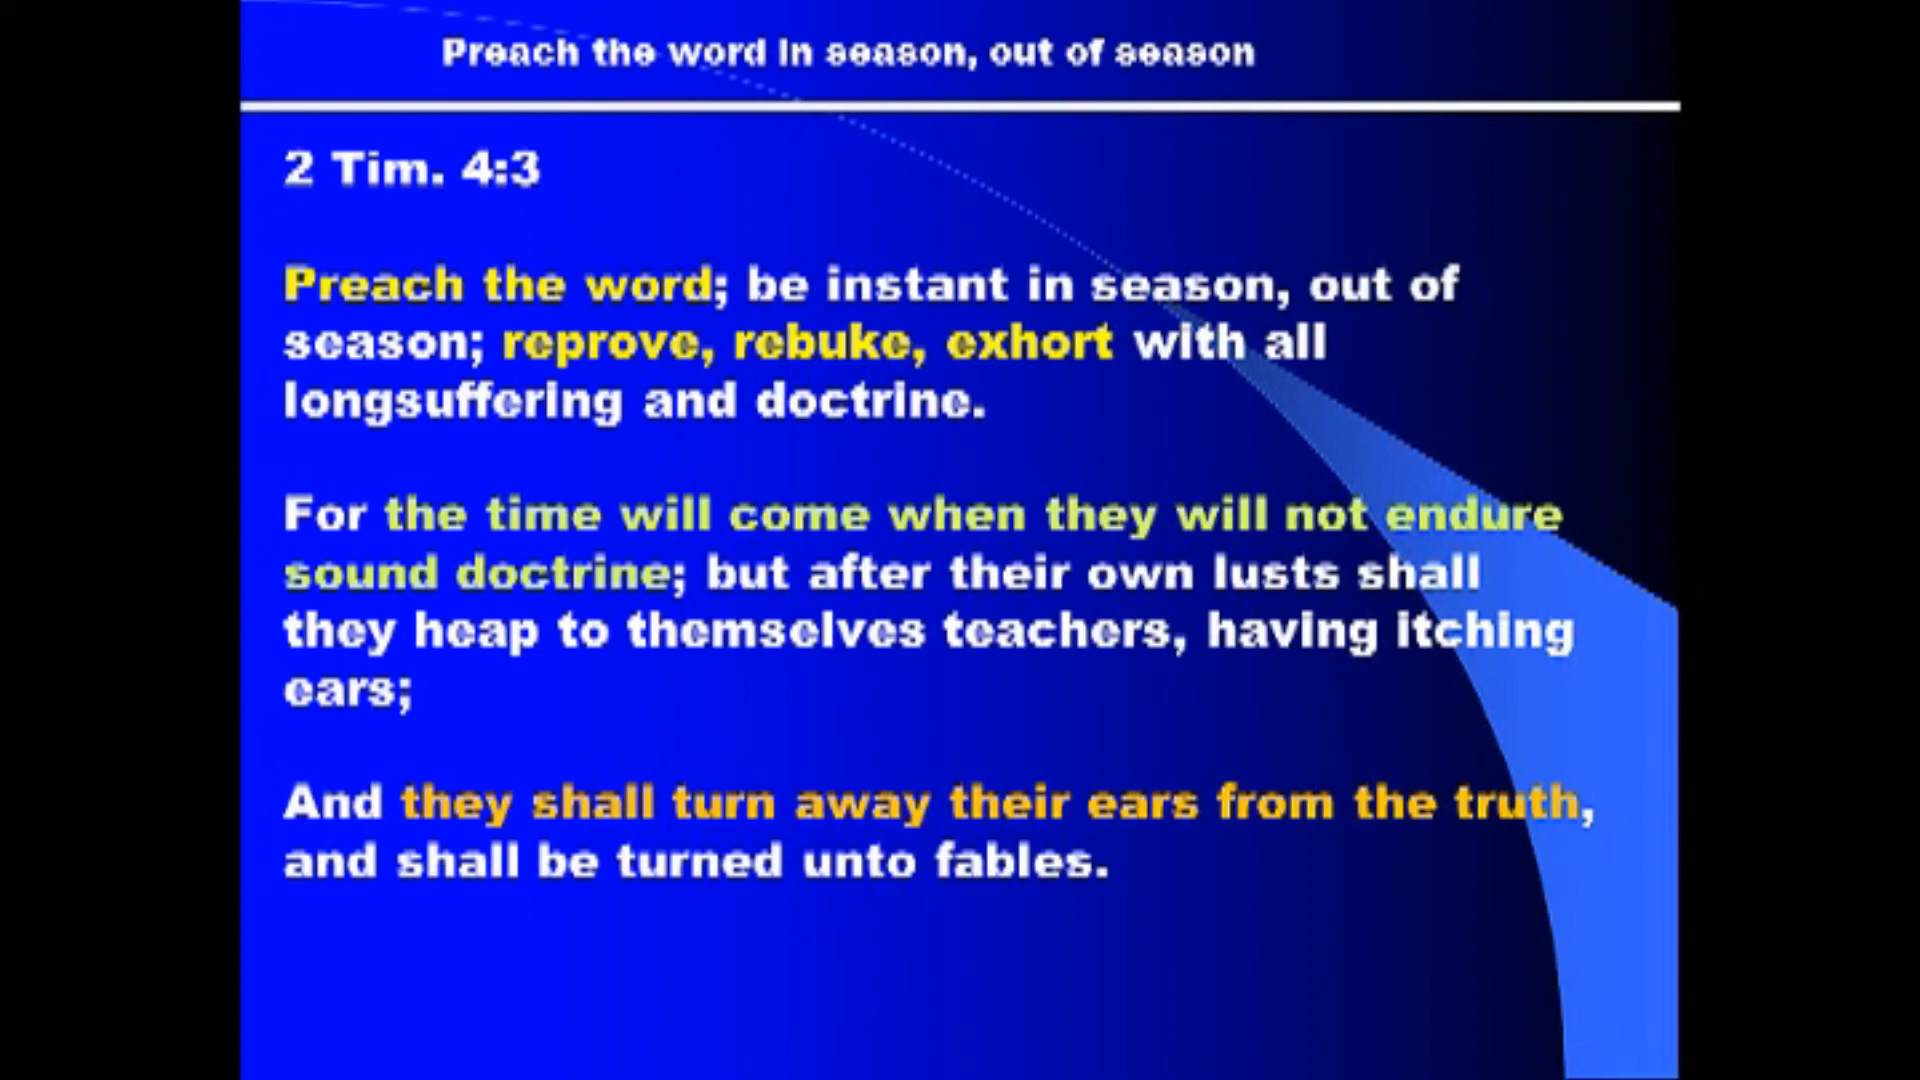 Preach the word in season, out of season
2 Tim. 4:3
Preach the word; be instant in season, out of
season; reprove, rebuke, exhort with all
longsuffering and doctrine.
For the time will come when they will not endure
sound doctrine; but after their own lusts shall
they heap to themselves teachers, having itching
ears;
And they shall turn away their ears from the truth,
and shall be turned unto fables.